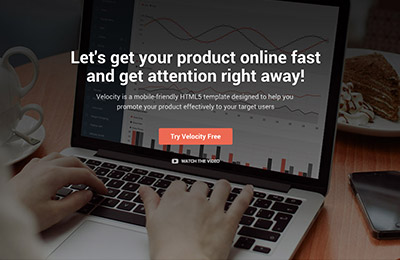 Let's get your product online fast
and get attention right away!
Velocity is a mobile-friendly HTML5 template designed to help you
promote your product effectively to your target users
Try Velocity Free
WATCH THE VIDEO